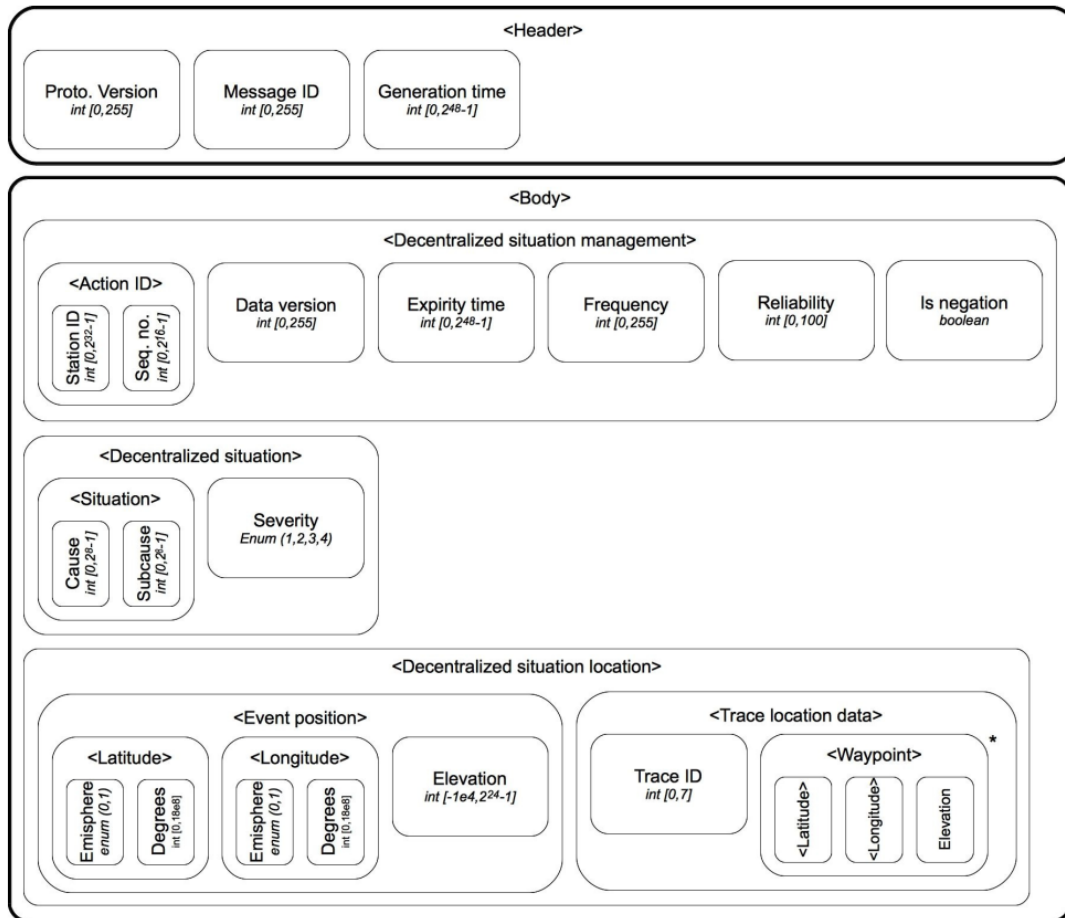 <Header>
Proto. Version
int [0,255]
Message ID
int [0,255]
Generation time
int [0,2⁴⁸-1]
<Body>
<Decentralized situation management>
<Action ID>
Station ID
int [0,2³²-1]
Seq. no.
int [0,2¹⁶-1]
Data version
int [0,255]
Expirity time
int [0,2⁴⁸-1]
Frequency
int [0,255]
Reliability
int [0,100]
Is negation
boolean
<Decentralized situation>
<Situation>
Cause
int [0,2⁸-1]
Subcause
int [0,2⁸-1]
Severity
Enum (1,2,3,4)
<Decentralized situation location>
<Event position>
<Latitude>
Emisphere
enum (0,1)
Degrees
int [0,18e8]
<Longitude>
Emisphere
enum (0,1)
Degrees
int [0,18e8]
Elevation
int [-1e4,2²⁴-1]
<Trace location data>
Trace ID
int [0,7]
<Waypoint>
*
<Latitude>
<Longitude>
Elevation